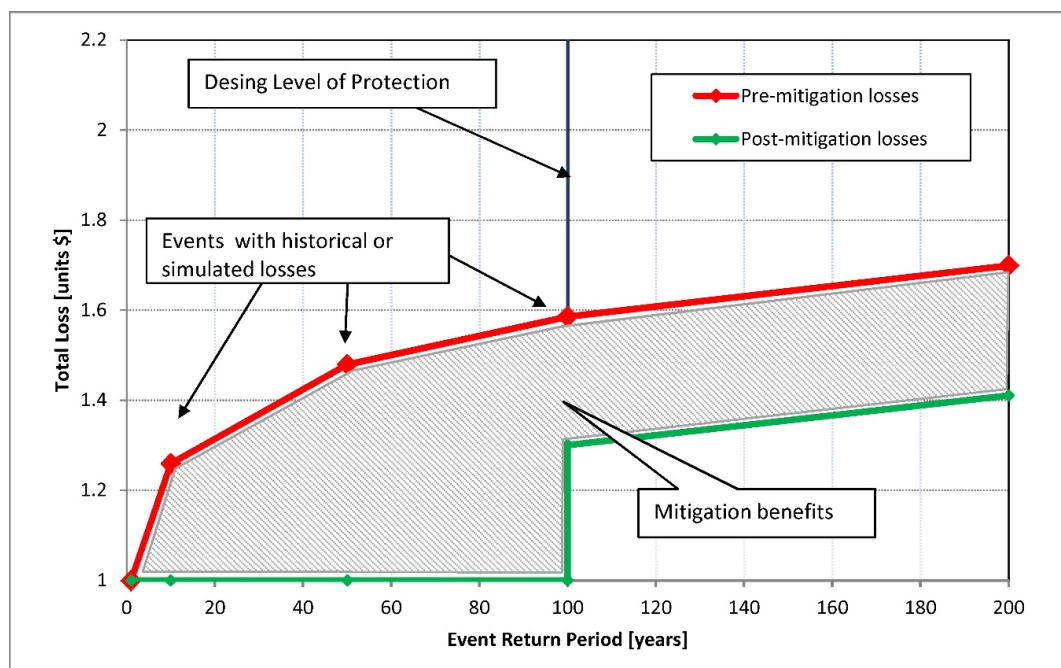 2.2
Desing Level of Protection
Pre-mitigation losses
2
Post-mitigation losses
1.8
Events with historical or
simulated losses
Total Loss [units $]
1.6
1.4
1.2
Mitigation benefits
1
0 20 40 60 80 100 120 140 160 180 200
Event Return Period [years]